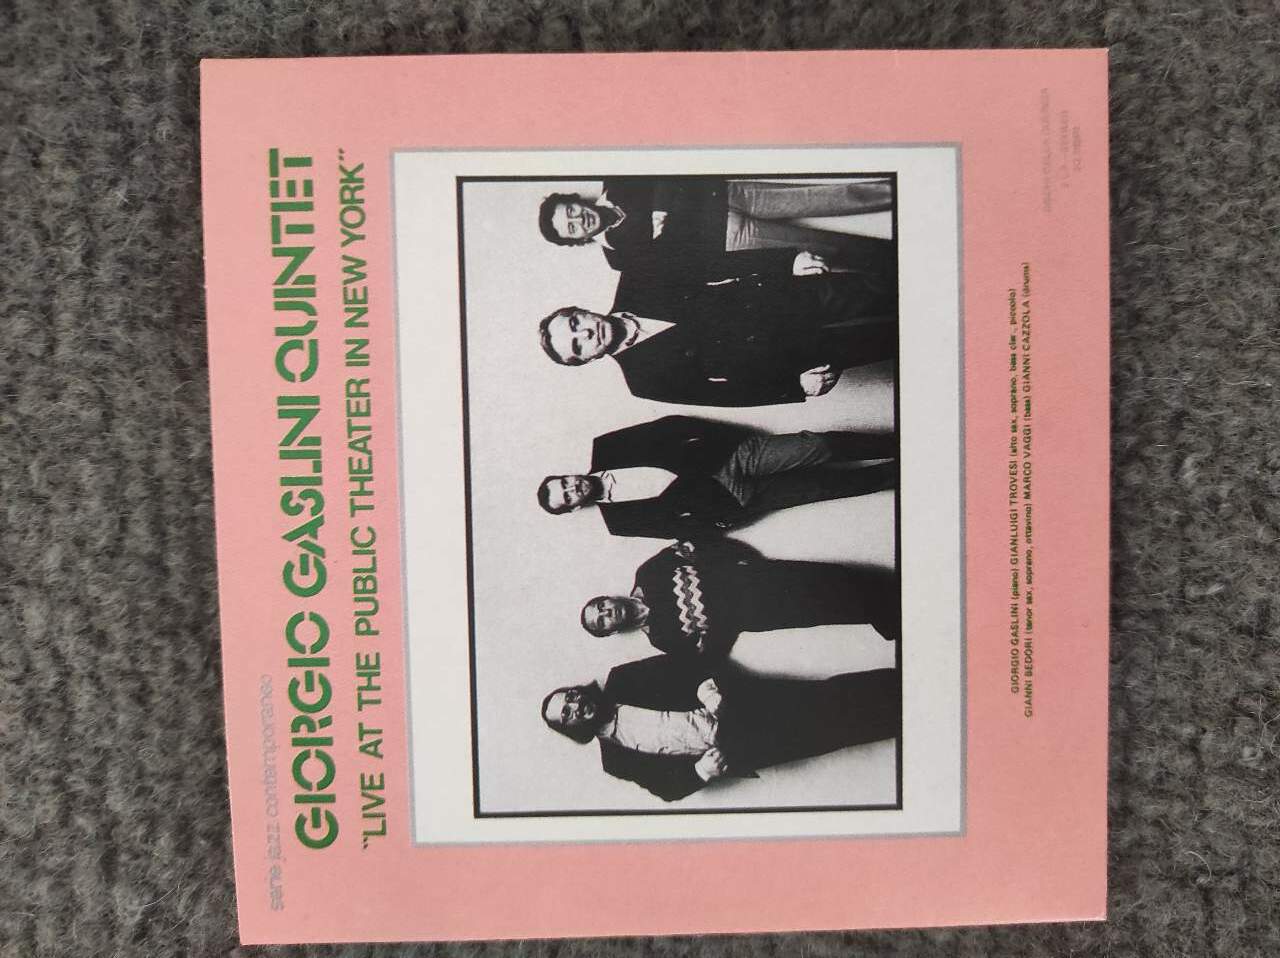 serie jazz contemporaneo
GIORGIO GASLINI QUINTET
"LIVE AT THE PUBLIC THEATER IN NEW YORK"
GIORGIO GASLINI (piano) GIANLUIGI TROVESI (alto sax, soprano, bass clar., piccolo)
GIANNI BEDORI (tenor sax, soprano, ottavino) MARCO VAGGI (bass) GIANNI CAZZOLA (drums)